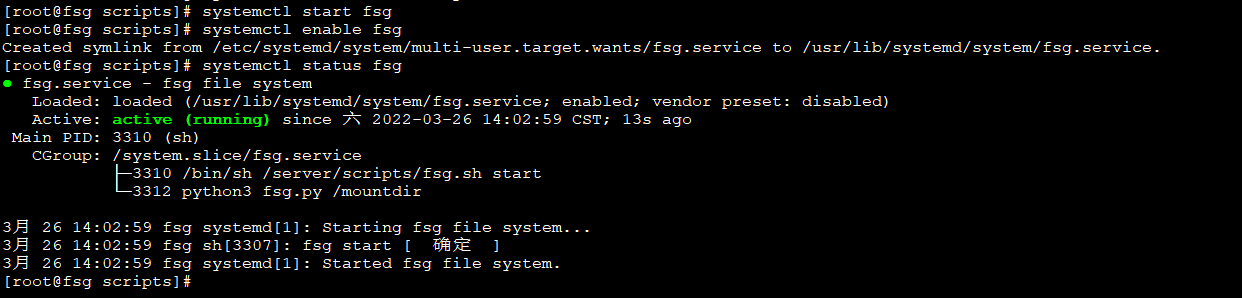 [root@fsg scripts]# systemctl start fsg
[root@fsg scripts]# systemctl enable fsg
Created symlink from /etc/systemd/system/multi-user.target.wants/fsg.service to /usr/lib/systemd/system/fsg.service.
[root@fsg scripts]# systemctl status fsg
● fsg.service - fsg file system
   Loaded: loaded (/usr/lib/systemd/system/fsg.service; enabled; vendor preset: disabled)
   Active: active (running) since 六 2022-03-26 14:02:59 CST; 13s ago
 Main PID: 3310 (sh)
   CGroup: /system.slice/fsg.service
           ├─3310 /bin/sh /server/scripts/fsg.sh start
           └─3312 python3 fsg.py /mountdir

3月 26 14:02:59 fsg systemd[1]: Starting fsg file system...
3月 26 14:02:59 fsg sh[3307]: fsg start [  确定  ]
3月 26 14:02:59 fsg systemd[1]: Started fsg file system.
[root@fsg scripts]#